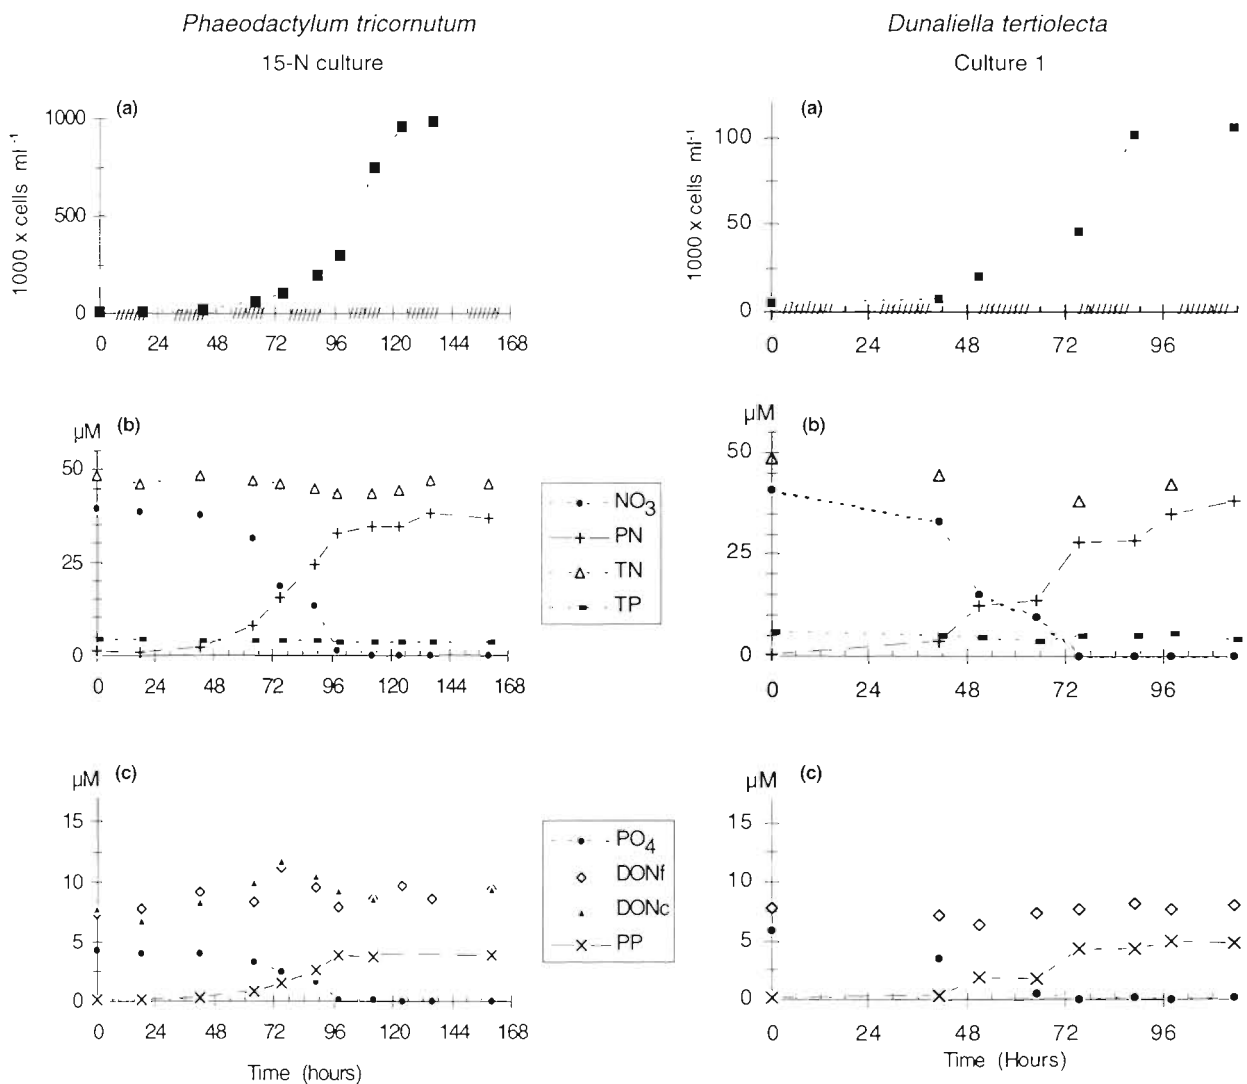 Phaeodactylum tricornutum
15-N culture
(a)
1000 x cells ml⁻¹
1000
500
0
0 24 48 72 96 120 144 168
µM
(b)
50
25
0
0 24 48 72 96 120 144 168
NO₃
PN
TN
TP
µM
(c)
15
10
5
0
0 24 48 72 96 120 144 168
Time (hours)
PO₄
DONf
DONc
PP
Dunaliella tertiolecta
Culture 1
(a)
1000 x cells ml⁻¹
100
50
0
0 24 48 72 96
µM
(b)
50
25
0
0 24 48 72 96
µM
(c)
15
10
5
0
0 24 48 72 96
Time (Hours)